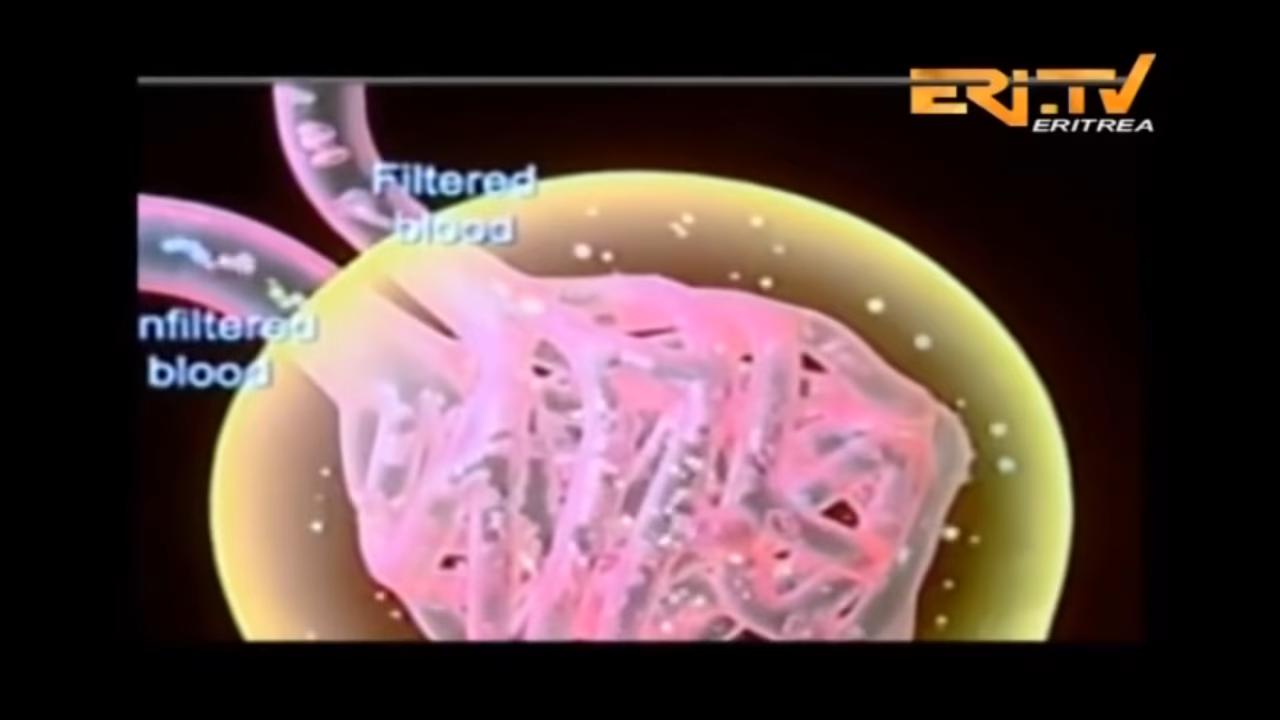 ERi.TV
ERITREA
Filtered
blood
nfiltered
blood